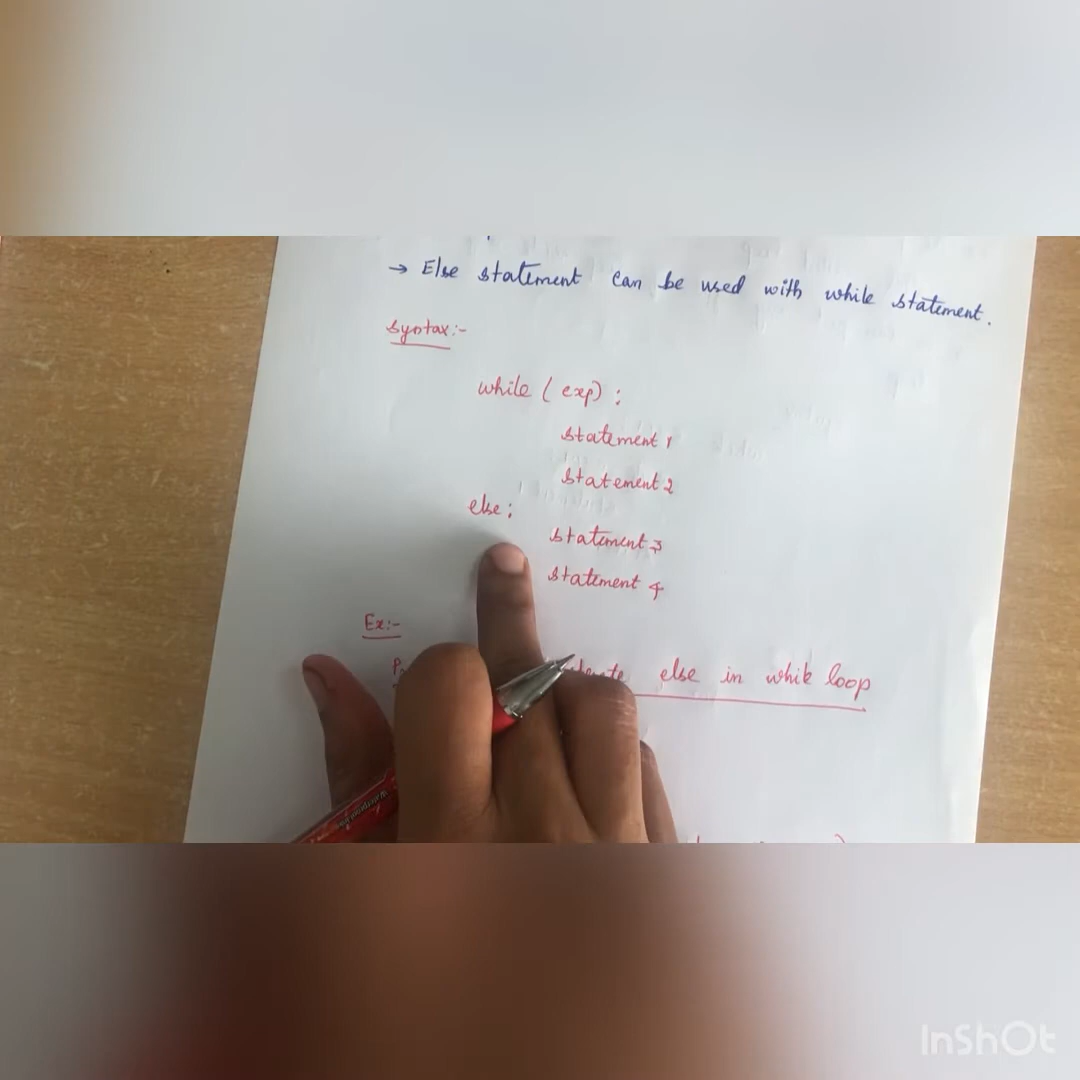 → Else statement can be used with while statement.
Syntax:-
while (exp) :
statement 1
statement 2
else :
statement 3
statement 4
Ex:-
else in while loop
InShOt